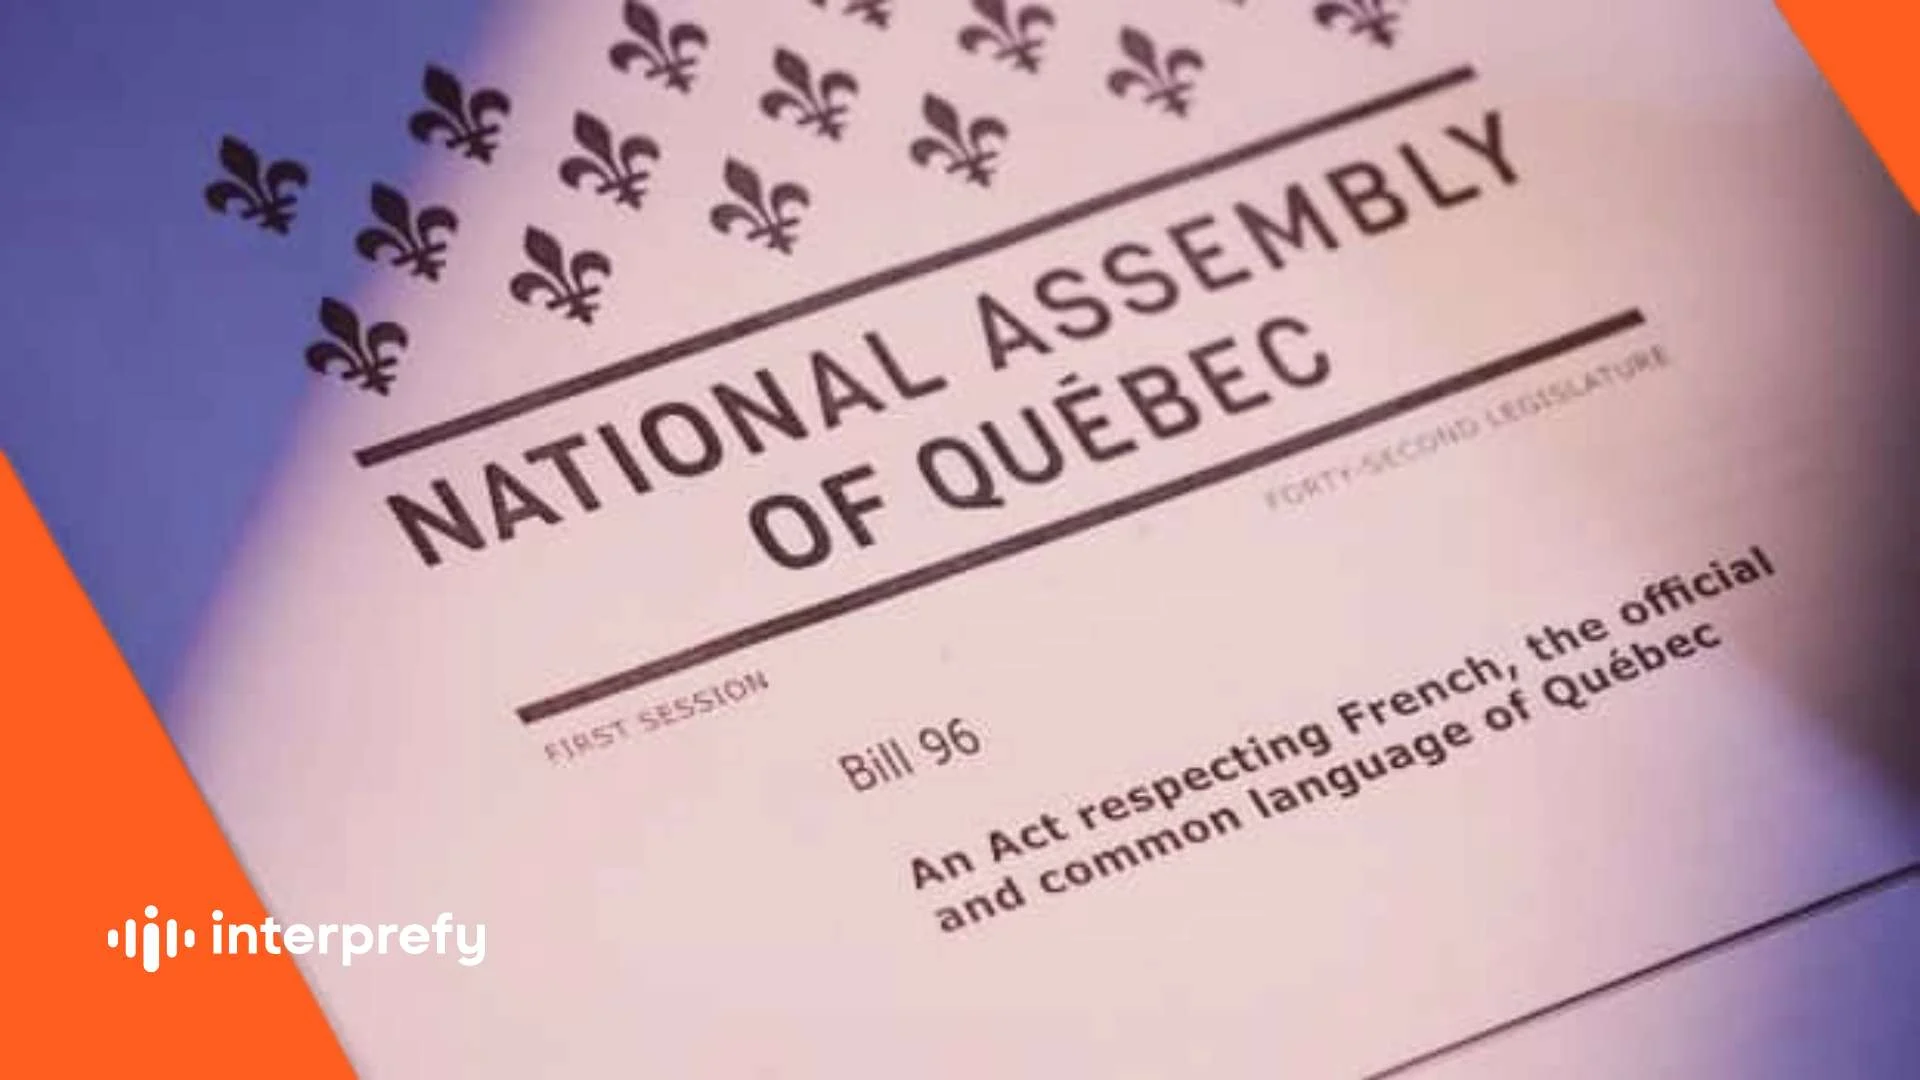 NATIONAL ASSEMBLY
OF QUÉBEC
FIRST SESSION
FORTY-SECOND LEGISLATURE
Bill 96
An Act respecting French, the official
and common language of Québec
interprefy